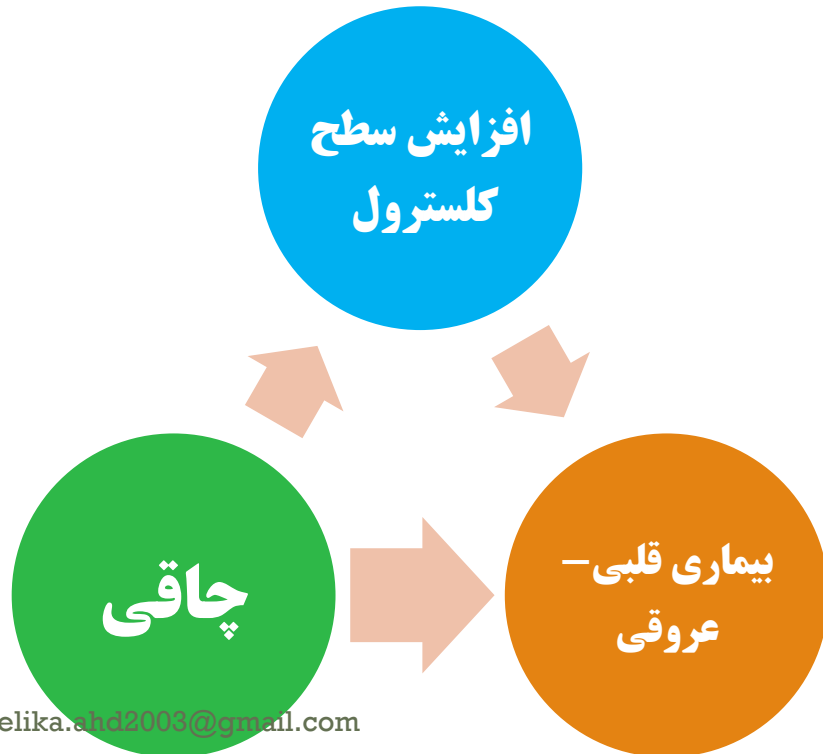 افزایش سطح
کلسترول
چاقی
بیماری قلبی-
عروقی
elika.ahd2003@gmail.com